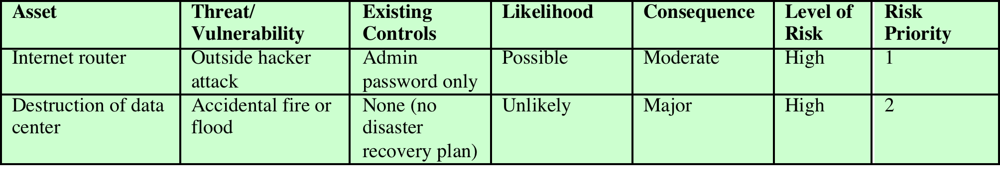 Asset
Threat/
Vulnerability
Existing
Controls
Likelihood
Consequence
Level of
Risk
Risk
Priority
Internet router
Outside hacker
attack
Admin
password only
Possible
Moderate
High
1
Destruction of data
center
Accidental fire or
flood
None (no
disaster
recovery plan)
Unlikely
Major
High
2